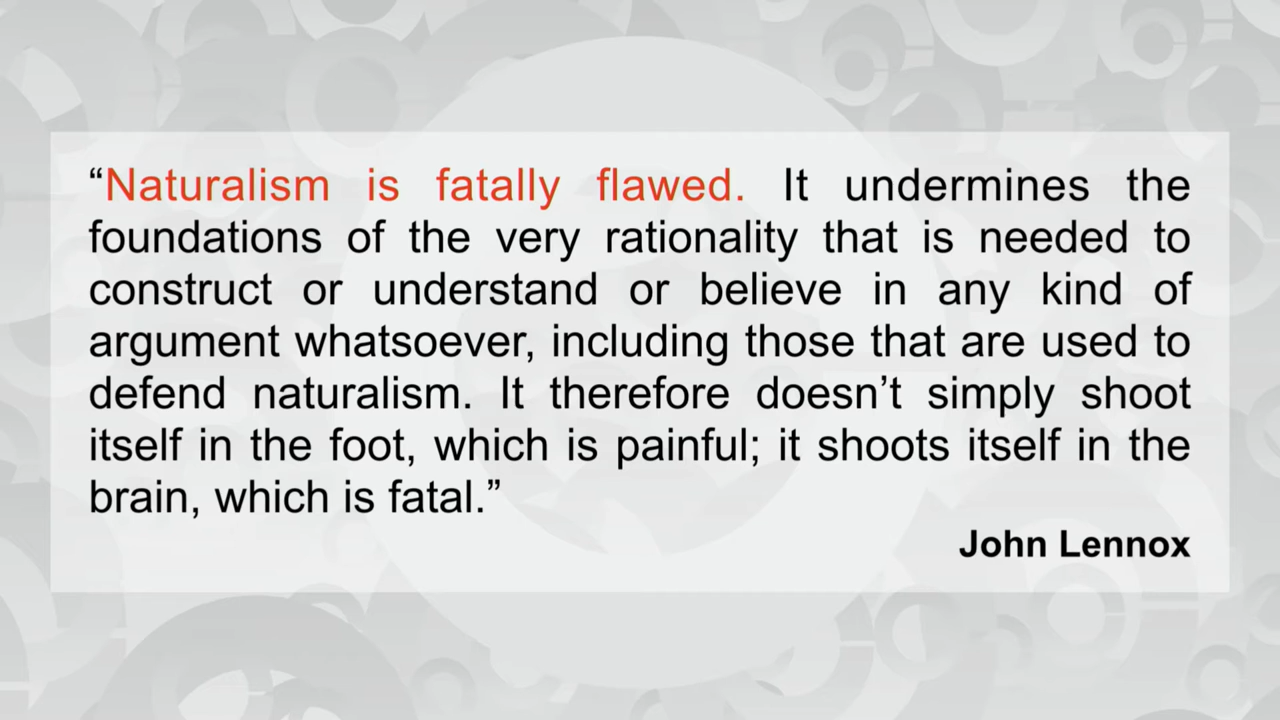 “Naturalism is fatally flawed. It undermines the
foundations of the very rationality that is needed to
construct or understand or believe in any kind of
argument whatsoever, including those that are used to
defend naturalism. It therefore doesn’t simply shoot
itself in the foot, which is painful; it shoots itself in the
brain, which is fatal.”
John Lennox